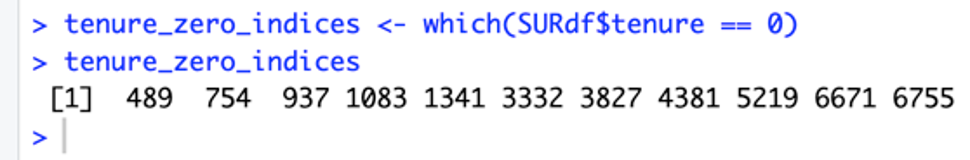 > tenure_zero_indices <- which(SURdf$tenure == 0)
> tenure_zero_indices
[1]  489  754  937 1083 1341 3332 3827 4381 5219 6671 6755
>